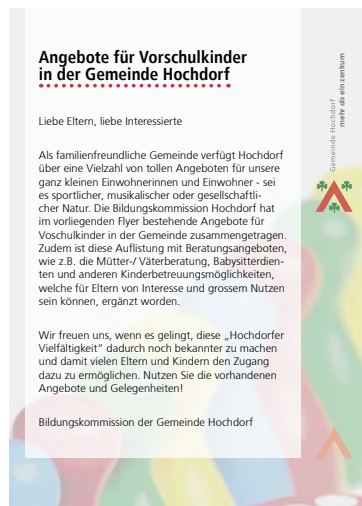 Angebote für Vorschulkinder
in der Gemeinde Hochdorf
Liebe Eltern, liebe Interessierte
Als familienfreundliche Gemeinde verfügt Hochdorf
über eine Vielzahl von tollen Angeboten für unsere
ganz kleinen Einwohnerinnen und Einwohner - sei
es sportlicher, musikalischer oder gesellschaftli-
cher Natur. Die Bildungskommission Hochdorf hat
im vorliegenden Flyer bestehende Angebote für
Voschulkinder in der Gemeinde zusammengetragen.
Zudem ist diese Auflistung mit Beratungsangeboten,
wie z.B. die Mütter-/ Väterberatung, Babysitterdien-
ten und anderen Kinderbetreuungsmöglichkeiten,
welche für Eltern von Interesse und grossem Nutzen
sein können, ergänzt worden.
Wir freuen uns, wenn es gelingt, diese „Hochdorfer
Vielfältigkeit“ dadurch noch bekannter zu machen
und damit vielen Eltern und Kindern den Zugang
dazu zu ermöglichen. Nutzen Sie die vorhandenen
Angebote und Gelegenheiten!
Bildungskommission der Gemeinde Hochdorf
Gemeinde Hochdorf
mehr als ein zentrum